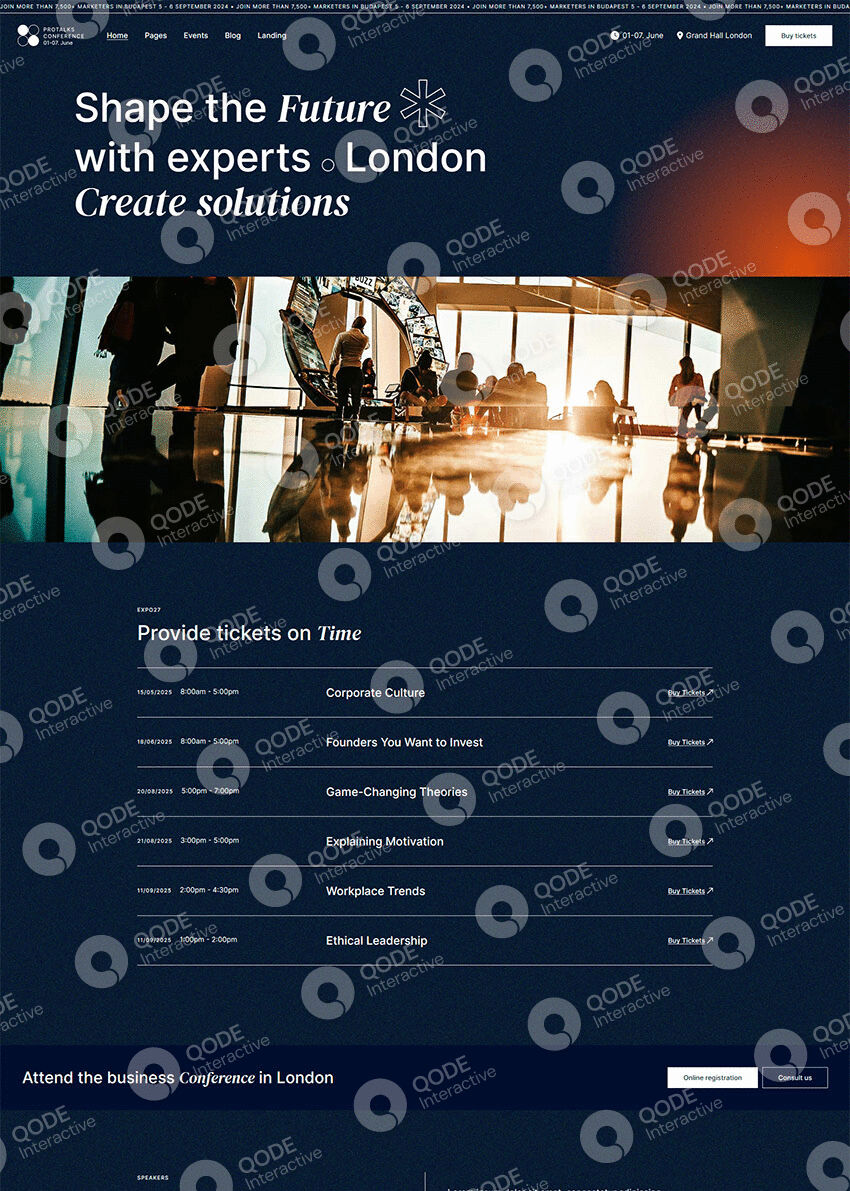 JOIN MORE THAN 7,500+ MARKETERS IN BUDAPEST 5 - 6 SEPTEMBER 2024 • JOIN MORE THAN 7,500+ MARKETERS IN BUDAPEST 5 - 6 SEPTEMBER 2024 • JOIN MORE THAN 7,500+ MARKETERS IN BUDAPEST 5 - 6 SEPTEMBER 2024 • JOIN MORE THAN 7,500+ MARKETERS IN BUDA
PROTALKS
CONFERENCE
01-07. June
Home Pages Events Blog Landing 01-07. June Grand Hall London Buy tickets
Shape the Future
with experts London
Create solutions
BUZZ
EXPO27
Provide tickets on Time
15/05/2025 8:00am - 5:00pm Corporate Culture Buy Tickets
18/06/2025 8:00am - 5:00pm Founders You Want to Invest Buy Tickets
20/08/2025 5:00pm - 7:00pm Game-Changing Theories Buy Tickets
21/08/2025 3:00pm - 5:00pm Explaining Motivation Buy Tickets
11/09/2025 2:00pm - 4:30pm Workplace Trends Buy Tickets
11/09/2025 1:00pm - 2:00pm Ethical Leadership Buy Tickets
Attend the business Conference in London Online registration Consult us
SPEAKERS
QODE Interactive